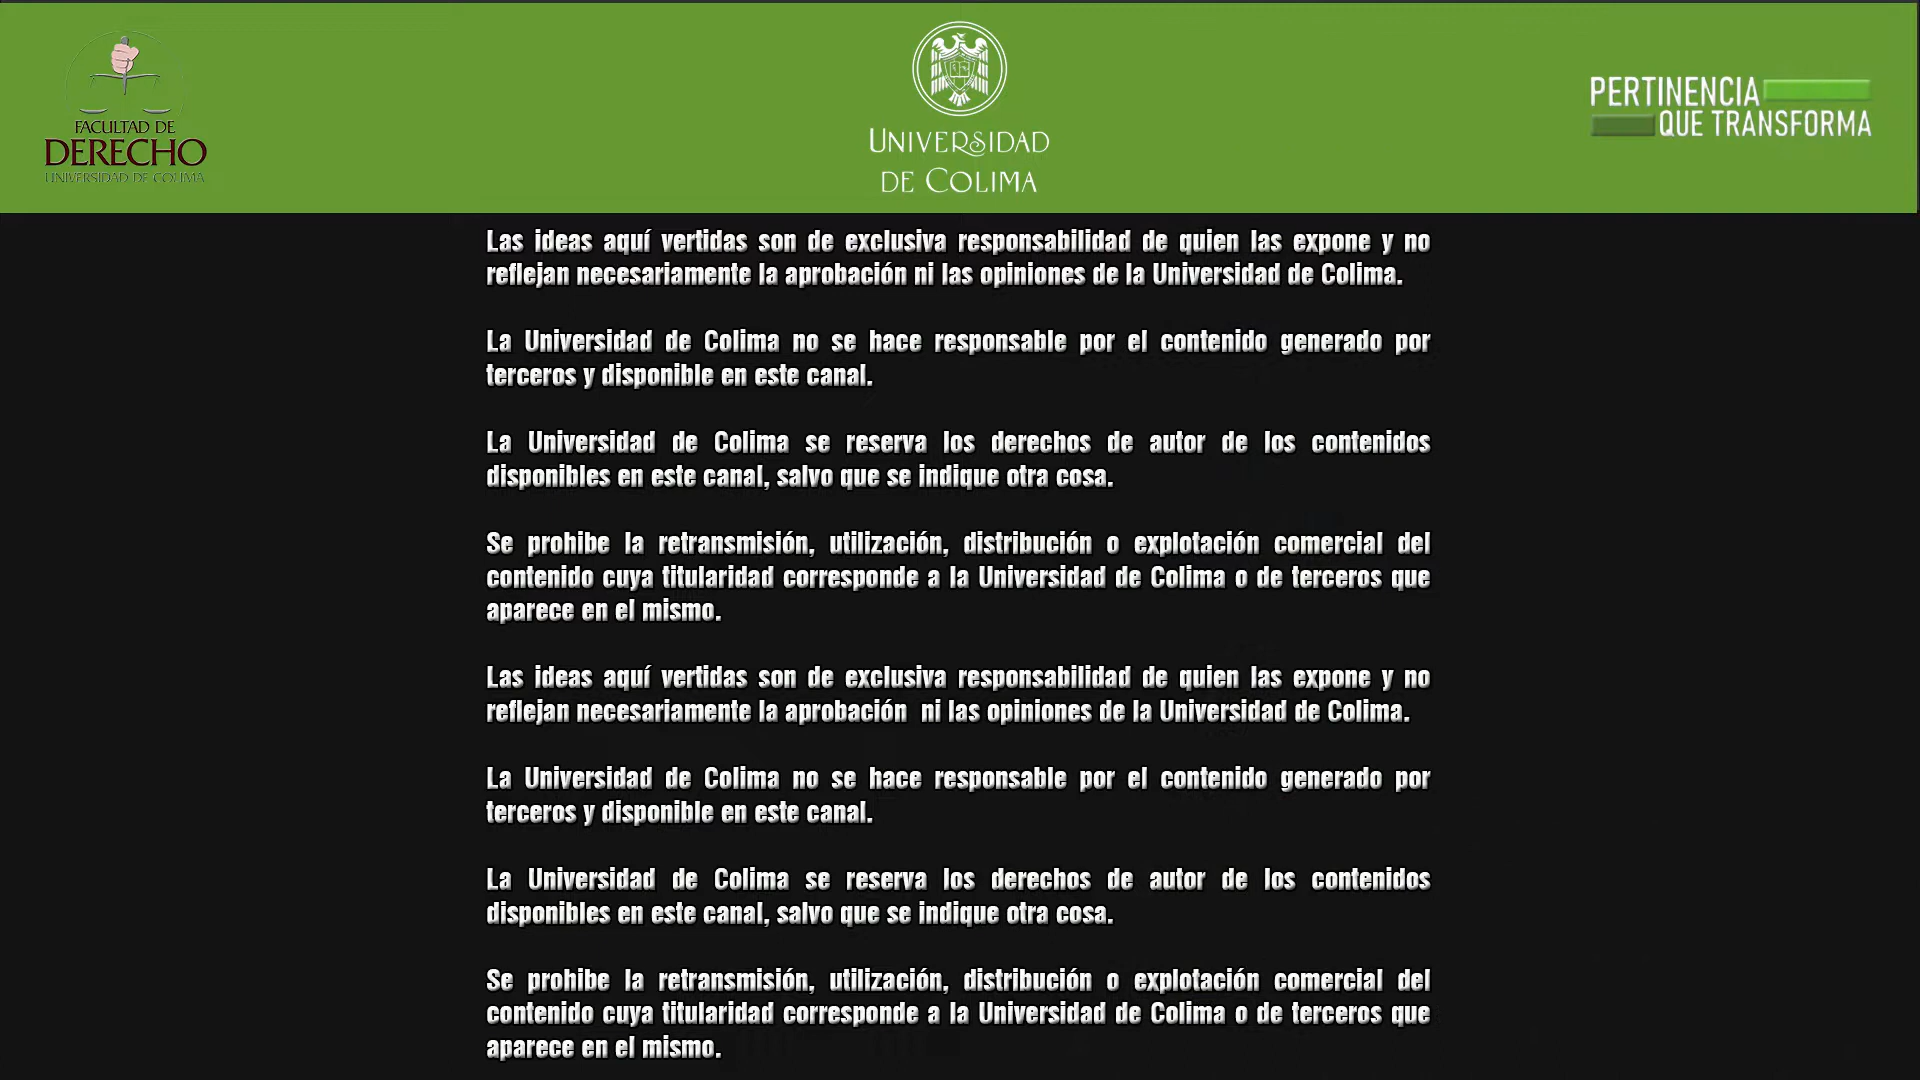 FACULTAD DE
DERECHO
UNIVERSIDAD DE COLIMA
UNIVERSIDAD
DE COLIMA
PERTINENCIA
QUE TRANSFORMA
Las ideas aquí vertidas son de exclusiva responsabilidad de quien las expone y no
reflejan necesariamente la aprobación ni las opiniones de la Universidad de Colima.
La Universidad de Colima no se hace responsable por el contenido generado por
terceros y disponible en este canal.
La Universidad de Colima se reserva los derechos de autor de los contenidos
disponibles en este canal, salvo que se indique otra cosa.
Se prohibe la retransmisión, utilización, distribución o explotación comercial del
contenido cuya titularidad corresponde a la Universidad de Colima o de terceros que
aparece en el mismo.
Las ideas aquí vertidas son de exclusiva responsabilidad de quien las expone y no
reflejan necesariamente la aprobación ni las opiniones de la Universidad de Colima.
La Universidad de Colima no se hace responsable por el contenido generado por
terceros y disponible en este canal.
La Universidad de Colima se reserva los derechos de autor de los contenidos
disponibles en este canal, salvo que se indique otra cosa.
Se prohibe la retransmisión, utilización, distribución o explotación comercial del
contenido cuya titularidad corresponde a la Universidad de Colima o de terceros que
aparece en el mismo.